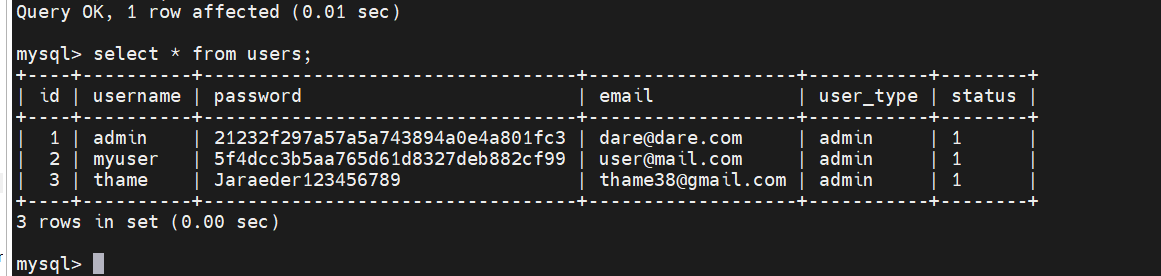 Query OK, 1 row affected (0.01 sec)
mysql> select * from users;
+----+----------+----------------------------------+------------------+-----------+--------+
| id | username | password                         | email            | user_type | status |
+----+----------+----------------------------------+------------------+-----------+--------+
|  1 | admin    | 21232f297a57a5a743894a0e4a801fc3 | dare@dare.com    | admin     | 1      |
|  2 | myuser   | 5f4dcc3b5aa765d61d8327deb882cf99 | user@mail.com    | admin     | 1      |
|  3 | thame    | Jaraeder123456789                | thame38@gmail.com | admin     | 1      |
+----+----------+----------------------------------+------------------+-----------+--------+
3 rows in set (0.00 sec)
mysql>